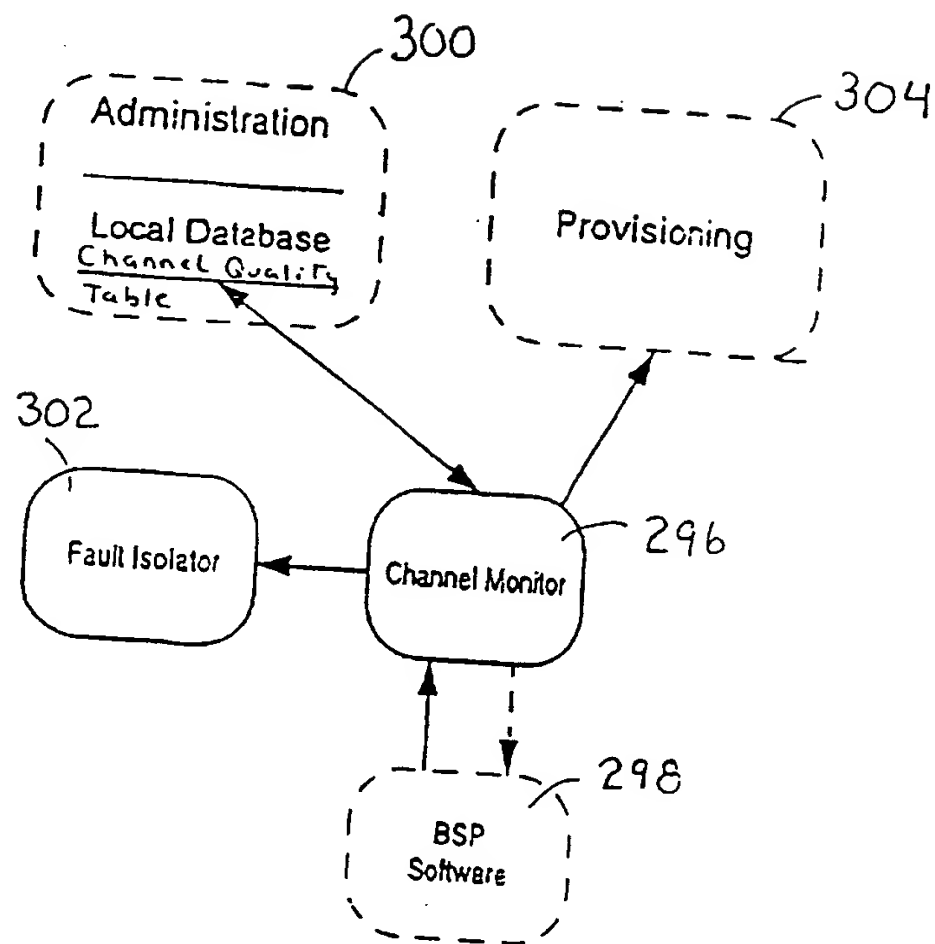 300
304
Administration
Local Database
Channel Quality
Table
Provisioning
302
Fault Isolator
Channel Monitor
296
298
BSP
Software